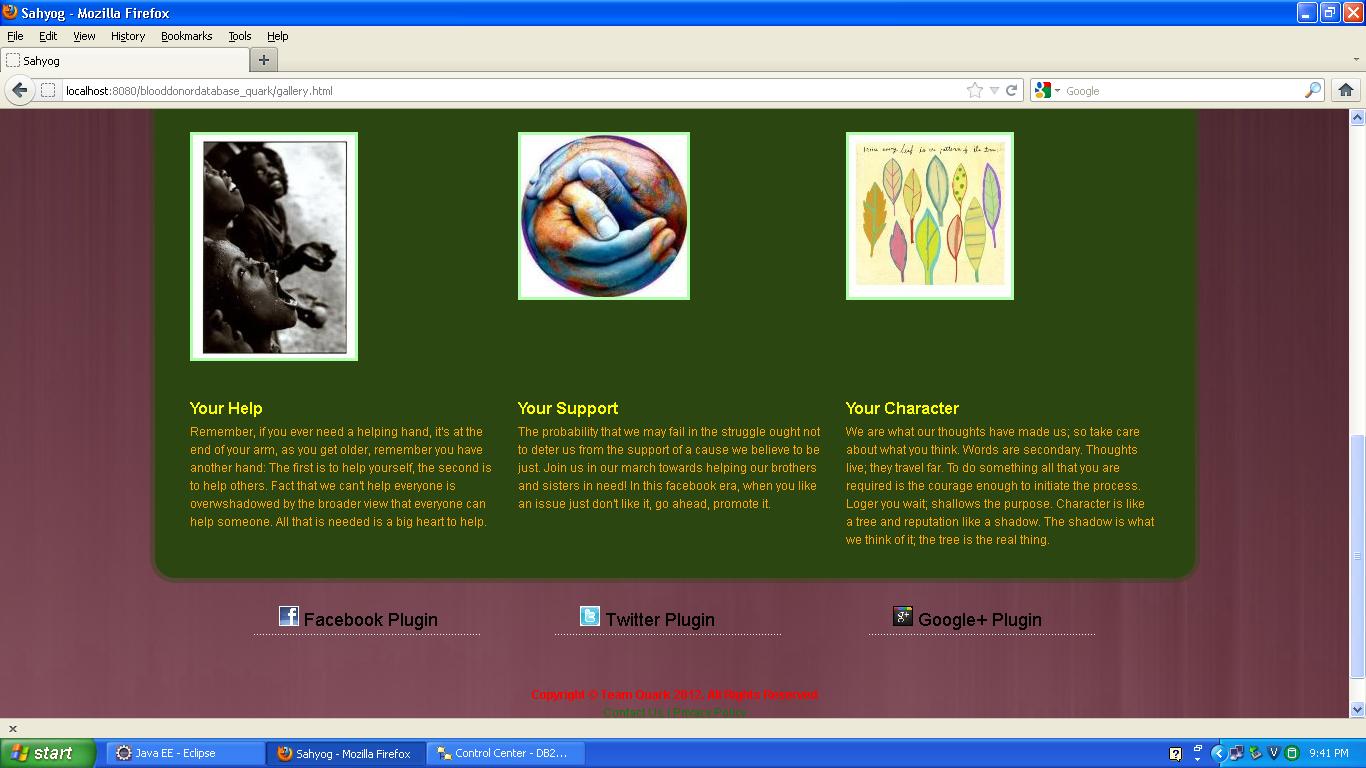 Sahyog - Mozilla Firefox
File Edit View History Bookmarks Tools Help
Sahyog
localhost:8080/blooddonordatabase_quark/gallery.html
Google
Your Help
Remember, if you ever need a helping hand, it's at the
end of your arm, as you get older, remember you have
another hand: The first is to help yourself, the second is
to help others. Fact that we can't help everyone is
overwshadowed by the broader view that everyone can
help someone. All that is needed is a big heart to help.
Your Support
The probability that we may fail in the struggle ought not
to deter us from the support of a cause we believe to be
just. Join us in our march towards helping our brothers
and sisters in need! In this facebook era, when you like
an issue just don't like it, go ahead, promote it.
Your Character
We are what our thoughts have made us; so take care
about what you think. Words are secondary. Thoughts
live; they travel far. To do something all that you are
required is the courage enough to initiate the process.
Loger you wait; shallows the purpose. Character is like
a tree and reputation like a shadow. The shadow is what
we think of it; the tree is the real thing.
Facebook Plugin
Twitter Plugin
Google+ Plugin
Copyright © Team Quark 2012. All Rights Reserved
Contact Us | Privacy Policy
start
Java EE - Eclipse
Sahyog - Mozilla Firefox
Control Center - DB2...
9:41 PM